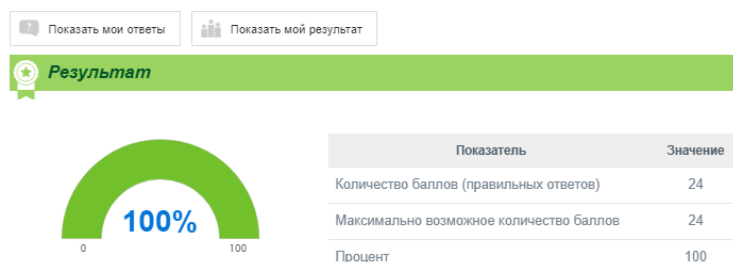 Показать мои ответы
Показать мой результат
Результат
100%
0
100
Показатель Значение
Количество баллов (правильных ответов) 24
Максимально возможное количество баллов 24
Процент 100